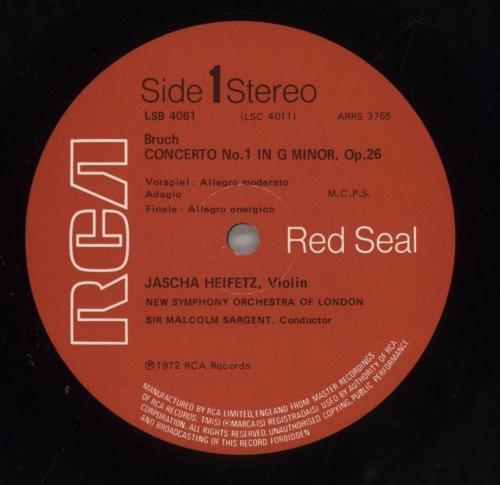 Side 1 Stereo
LSB 4061 (LSC 4011) ARRS 3765
Bruch
CONCERTO No.1 IN G MINOR, Op.26
Vorspiel : Allegro moderato
Adagio M.C.P.S.
Finale : Allegro energico
RCA
Red Seal
JASCHA HEIFETZ, Violin
NEW SYMPHONY ORCHESTRA OF LONDON
SIR MALCOLM SARGENT, Conductor
Ⓟ1972 RCA Records
MANUFACTURED BY RCA LIMITED, ENGLAND FROM MASTER RECORDINGS
OF RCA RECORDS. TM(S)® MARCA(S) REGISTRADA(S) USED BY AUTHORITY OF RCA
CORPORATION. ALL RIGHTS RESERVED. UNAUTHORISED COPYING, PUBLIC PERFORMANCE
AND BROADCASTING OF THIS RECORD FORBIDDEN